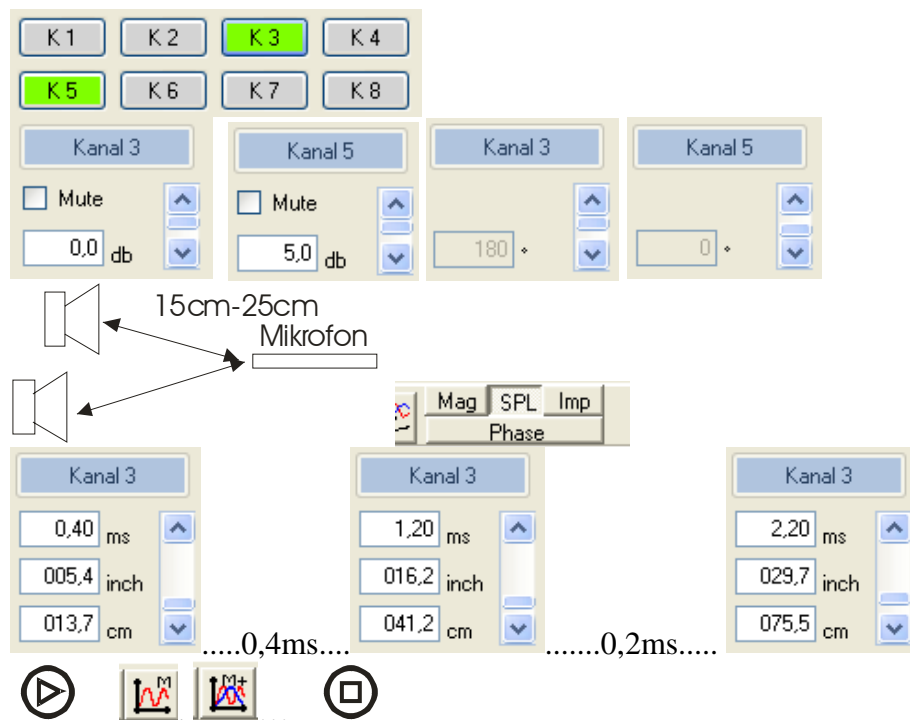 K 1 K 2 K 3 K 4
K 5 K 6 K 7 K 8
Kanal 3 Kanal 5 Kanal 3 Kanal 5
Mute Mute
0,0 db 5,0 db 180 ° 0 °
15cm-25cm
Mikrofon
Mag SPL Imp
Phase
Kanal 3 Kanal 3 Kanal 3
0,40 ms 1,20 ms 2,20 ms
005,4 inch 016,2 inch 029,7 inch
013,7 cm 041,2 cm 075,5 cm
.....0,4ms.... .......0,2ms.....
M M+